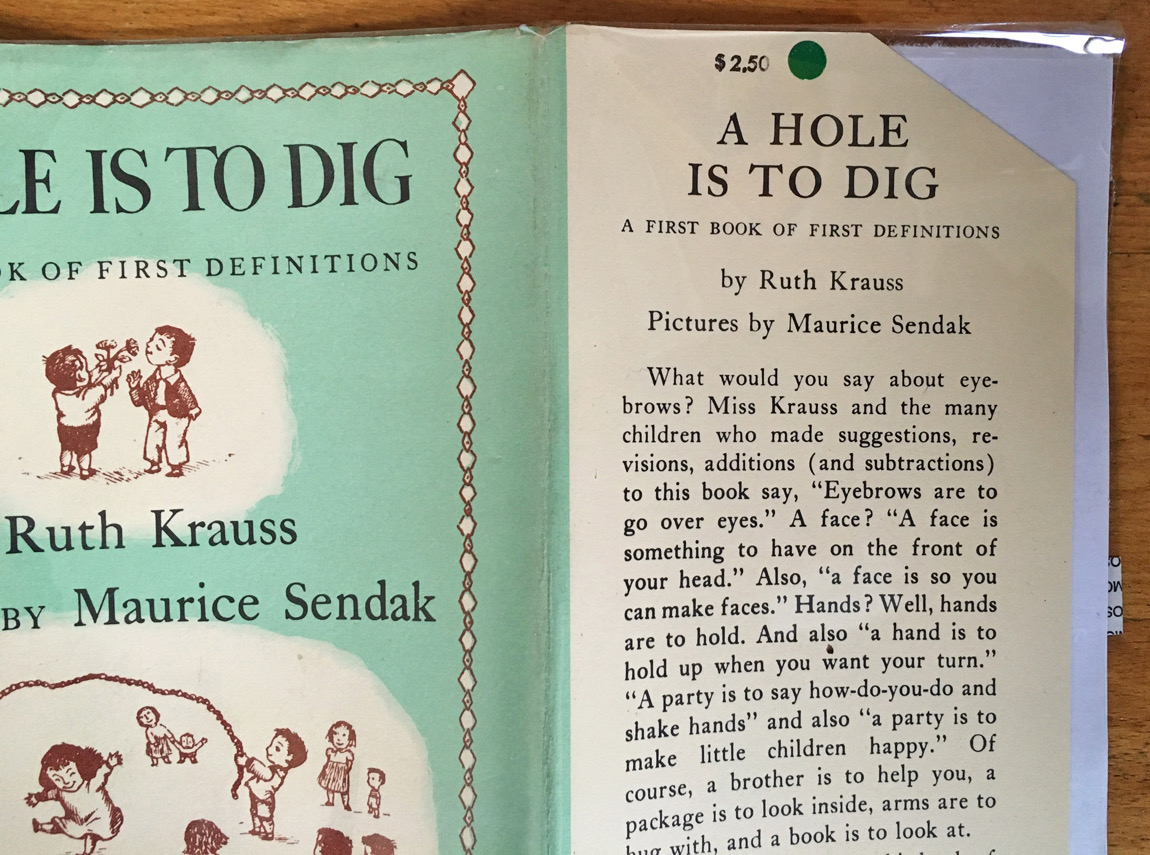 LE IS TO DIG
OK OF FIRST DEFINITIONS
Ruth Krauss
BY Maurice Sendak
$2.50
A HOLE
IS TO DIG
A FIRST BOOK OF FIRST DEFINITIONS
by Ruth Krauss
Pictures by Maurice Sendak
What would you say about eye-
brows? Miss Krauss and the many
children who made suggestions, re-
visions, additions (and subtractions)
to this book say, “Eyebrows are to
go over eyes.” A face? “A face is
something to have on the front of
your head.” Also, “a face is so you
can make faces.” Hands? Well, hands
are to hold. And also “a hand is to
hold up when you want your turn.”
“A party is to say how-do-you-do and
shake hands” and also “a party is to
make little children happy.” Of
course, a brother is to help you, a
package is to look inside, arms are to
hug with, and a book is to look at.